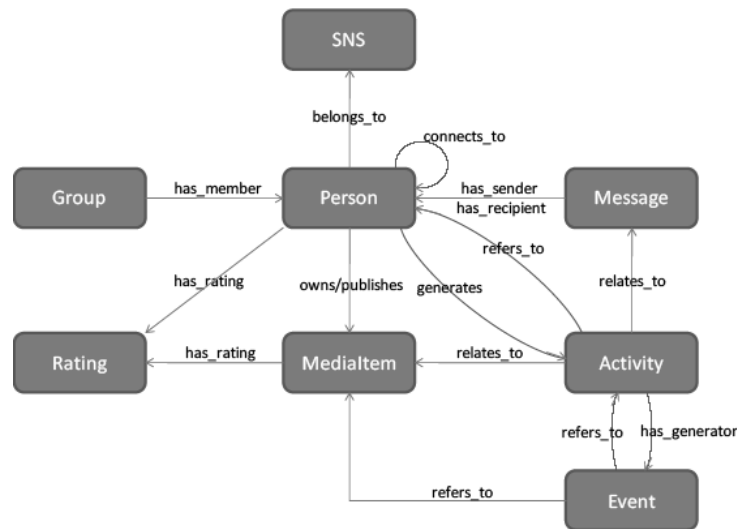 SNS
belongs_to
connects_to
Group
has_member
Person
has_sender
has_recipient
Message
has_rating
owns/publishes
generates
refers_to
relates_to
Rating
has_rating
MediaItem
relates_to
Activity
refers_to
has_generator
refers_to
Event